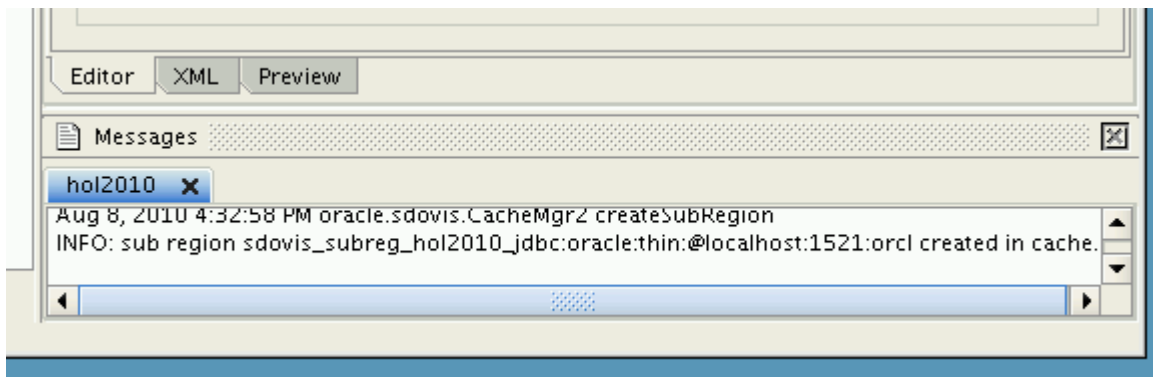 Editor XML Preview
Messages
hol2010
Aug 8, 2010 4:32:58 PM oracle.sdovis.CacheMgr2 createSubRegion
INFO: sub region sdovis_subreg_hol2010_jdbc:oracle:thin:@localhost:1521:orcl created in cache.